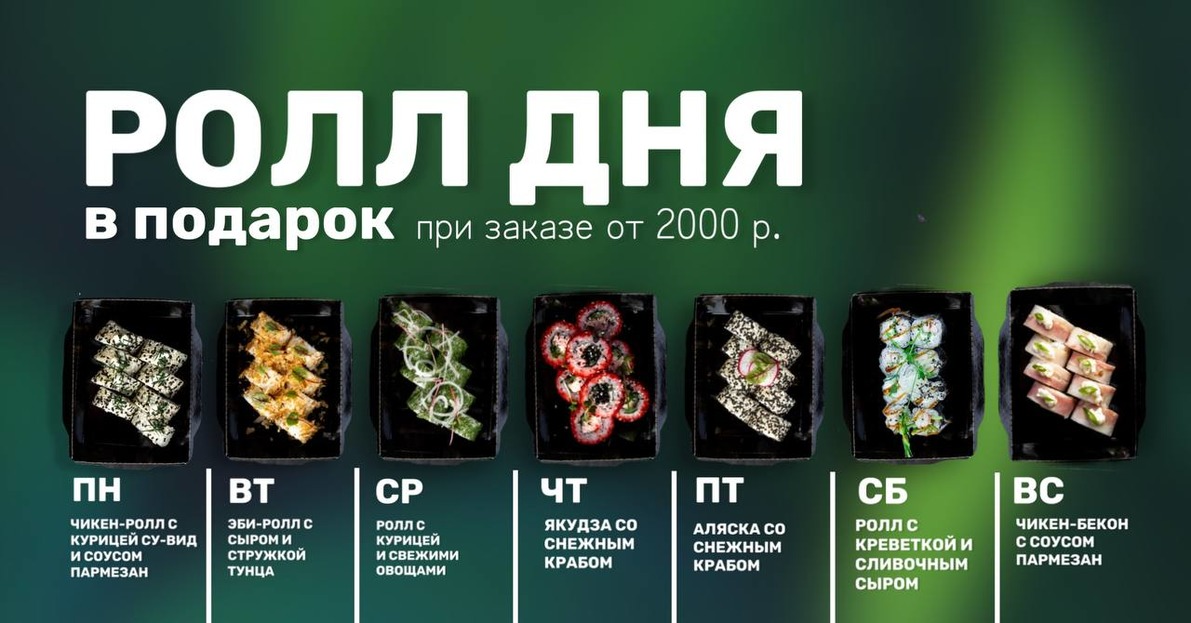 РОЛЛ ДНЯ
в подарок при заказе от 2000 р.
ПН
ЧИКЕН-РОЛЛ С
КУРИЦЕЙ СУ-ВИД
И СОУСОМ
ПАРМЕЗАН
ВТ
ЭБИ-РОЛЛ С
СЫРОМ И
СТРУЖКОЙ
ТУНЦА
СР
РОЛЛ С
КУРИЦЕЙ
И СВЕЖИМИ
ОВОЩАМИ
ЧТ
ЯКУДЗА СО
СНЕЖНЫМ
КРАБОМ
ПТ
АЛЯСКА СО
СНЕЖНЫМ
КРАБОМ
СБ
РОЛЛ С
КРЕВЕТКОЙ И
СЛИВОЧНЫМ
СЫРОМ
ВС
ЧИКЕН-БЕКОН
С СОУСОМ
ПАРМЕЗАН